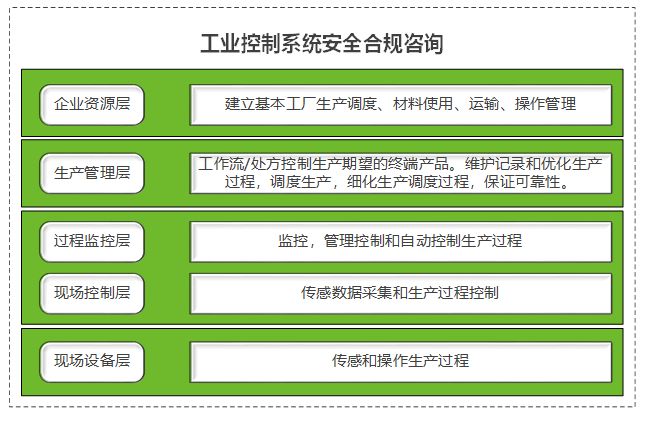 工业控制系统安全合规咨询
企业资源层
建立基本工厂生产调度、材料使用、运输、操作管理
生产管理层
工作流/处方控制生产期望的终端产品。维护记录和优化生产
过程，调度生产，细化生产调度过程，保证可靠性。
过程监控层
监控，管理控制和自动控制生产过程
现场控制层
传感数据采集和生产过程控制
现场设备层
传感和操作生产过程